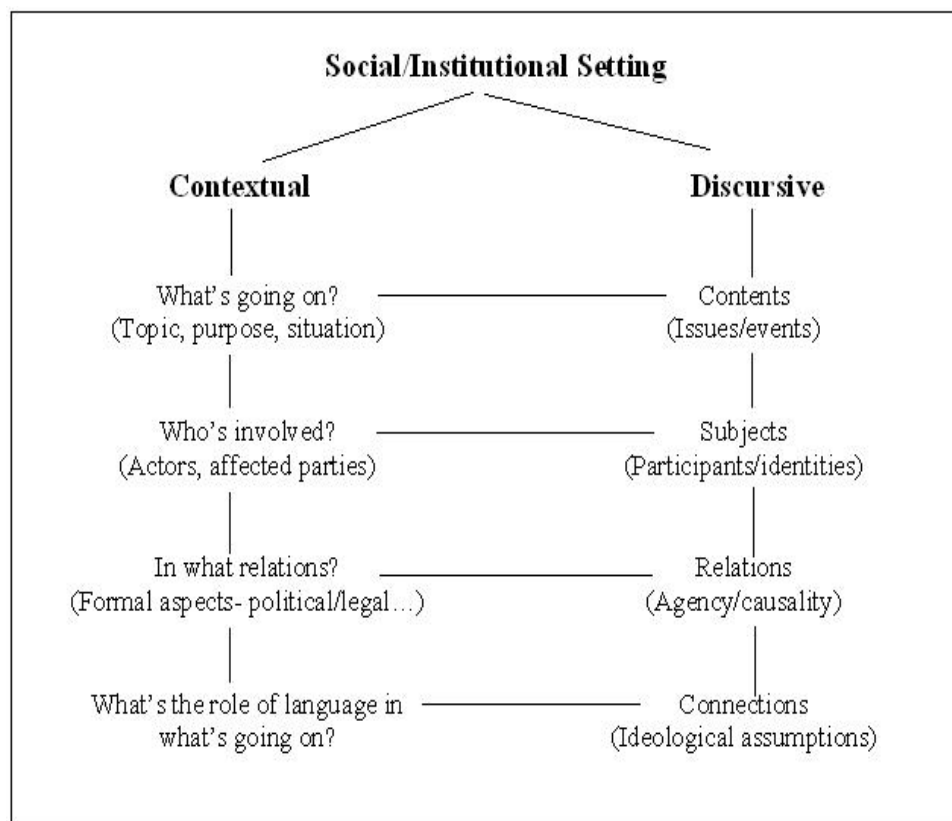 Social/Institutional Setting
Contextual
Discursive
What's going on?
(Topic, purpose, situation)
Contents
(Issues/events)
Who's involved?
(Actors, affected parties)
Subjects
(Participants/identities)
In what relations?
(Formal aspects- political/legal…)
Relations
(Agency/causality)
What's the role of language in
what's going on?
Connections
(Ideological assumptions)